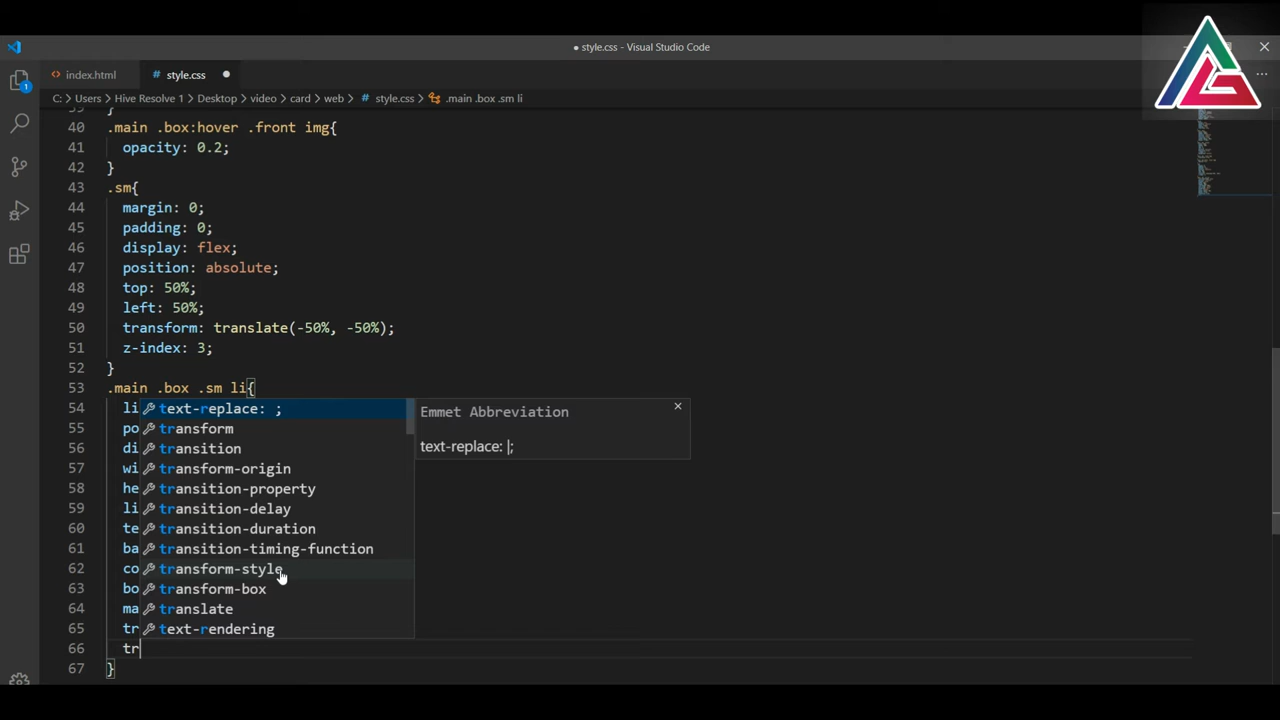 ● style.css - Visual Studio Code
index.html
# style.css ●
C: > Users > Hive Resolve 1 > Desktop > video > card > web > # style.css > .main .box .sm li
}
40 .main .box:hover .front img{
41 opacity: 0.2;
42 }
43 .sm{
44 margin: 0;
45 padding: 0;
46 display: flex;
47 position: absolute;
48 top: 50%;
49 left: 50%;
50 transform: translate(-50%, -50%);
51 z-index: 3;
52 }
53 .main .box .sm li{
54 li text-replace: ;
55 po transform
56 di transition
57 wi transform-origin
58 he transition-property
59 li transition-delay
60 te transition-duration
61 ba transition-timing-function
62 co transform-style
63 bo transform-box
64 ma translate
65 tr text-rendering
66 tr
67 }
Emmet Abbreviation
text-replace: |;
1